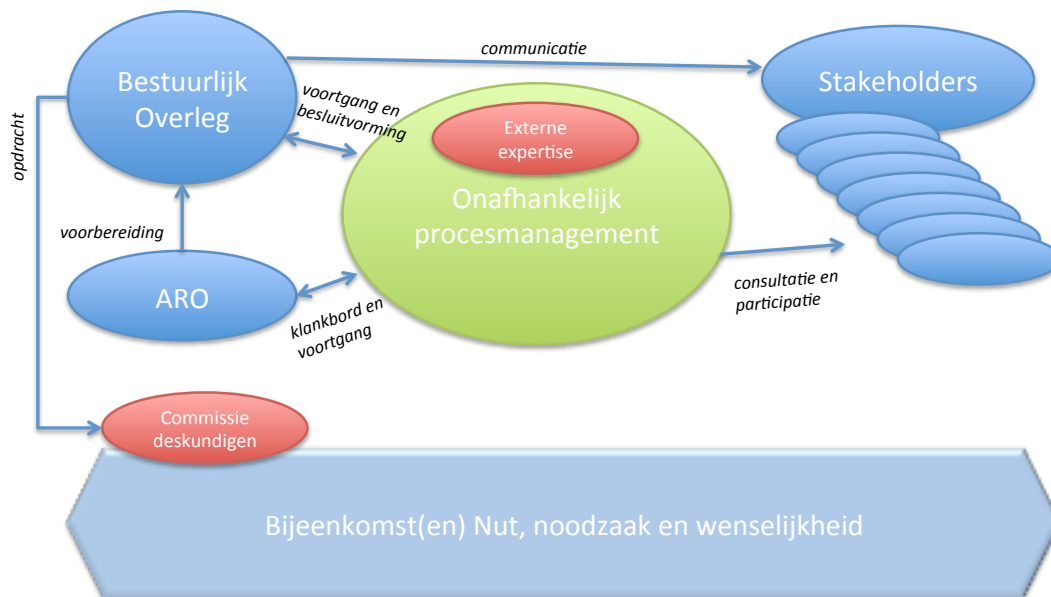 communicatie
Bestuurlijk
Overleg
Stakeholders
voortgang en
besluitvorming
Externe
expertise
opdracht
Onafhankelijk
procesmanagement
voorbereiding
ARO
consultatie en
participatie
klankbord en
voortgang
Commissie
deskundigen
Bijeenkomst(en) Nut, noodzaak en wenselijkheid